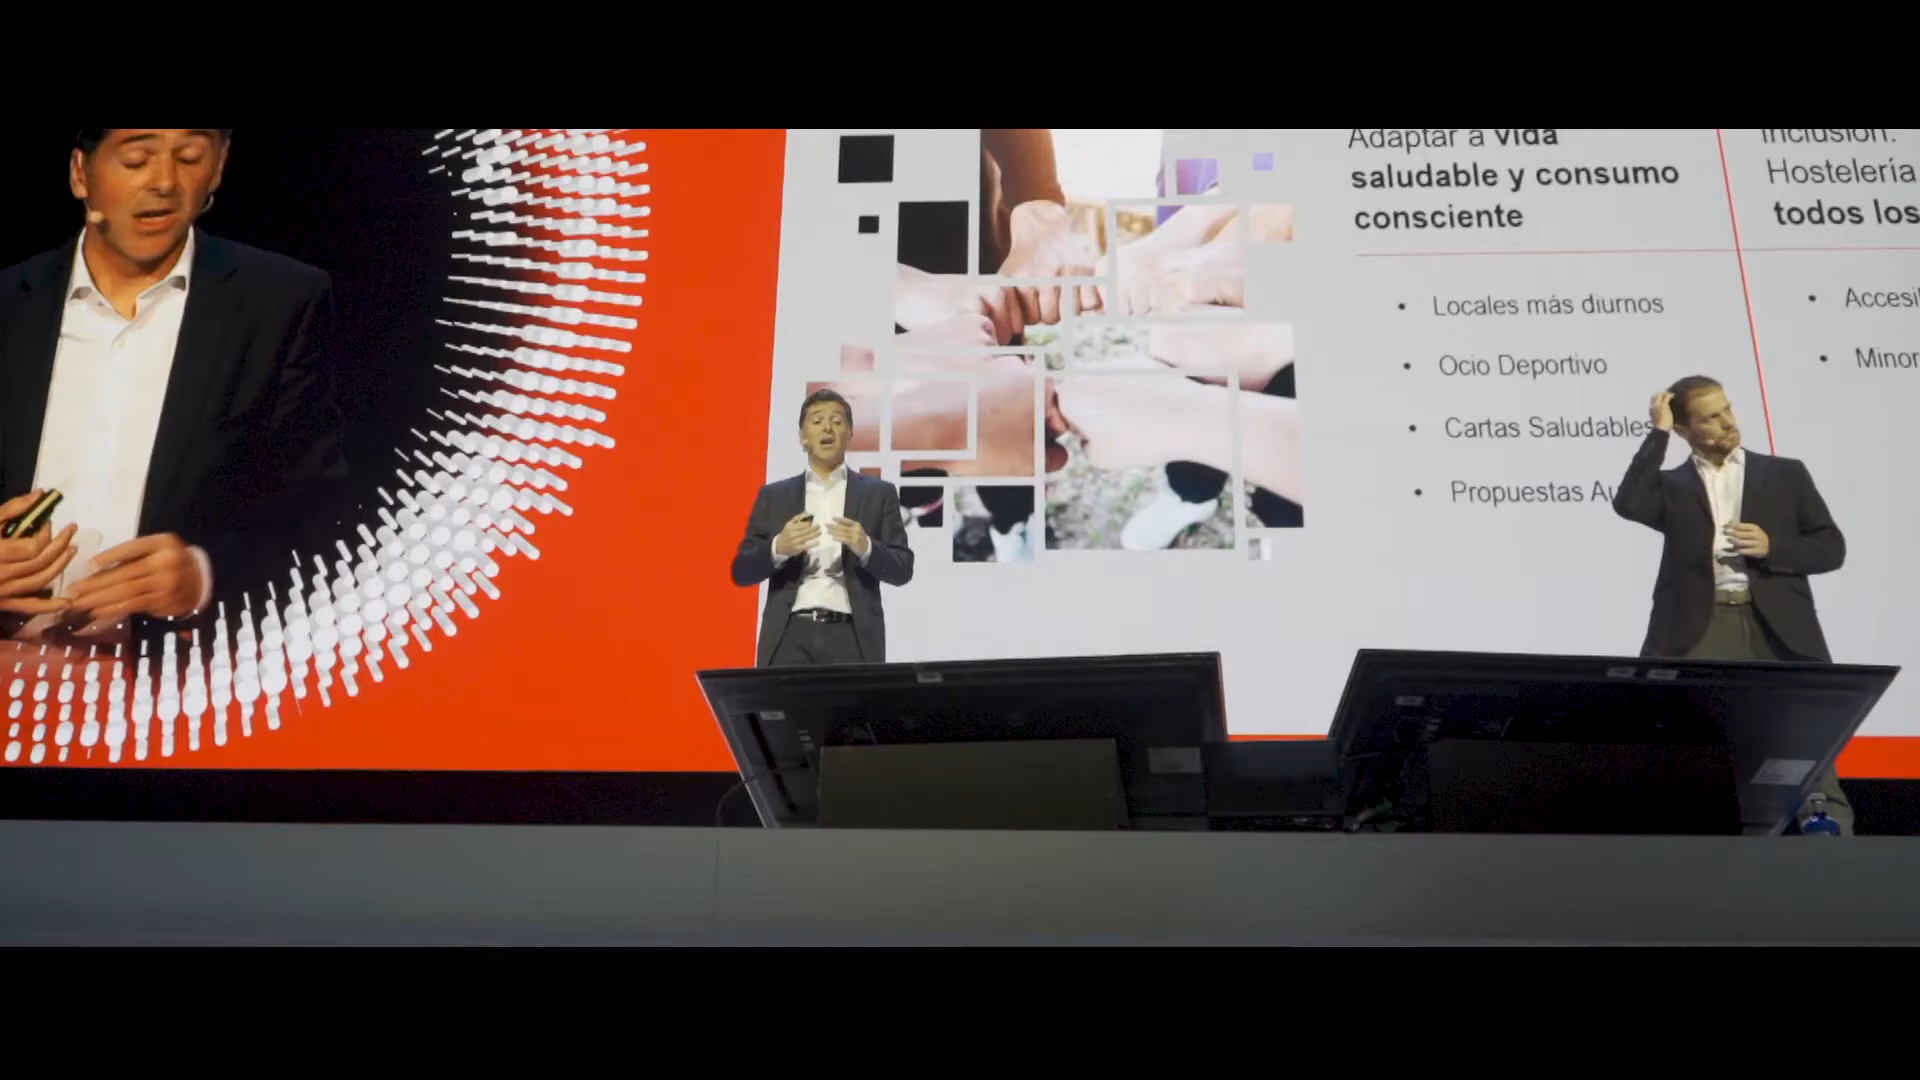 Adaptar a vida
saludable y consumo
consciente
• Locales más diurnos
• Ocio Deportivo
• Cartas Saludables
• Propuestas
Inclusión:
Hostelería
todos los